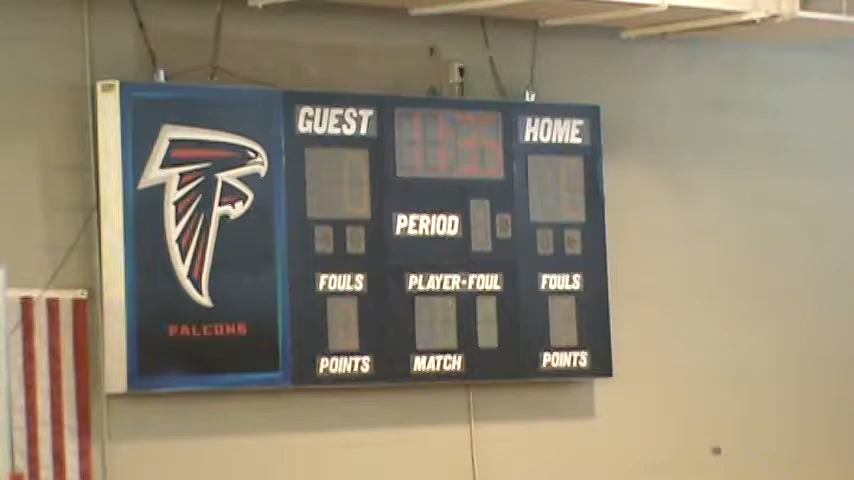 GUEST
HOME
PERIOD
FOULS
PLAYER-FOUL
FOULS
FALCONS
POINTS
MATCH
POINTS